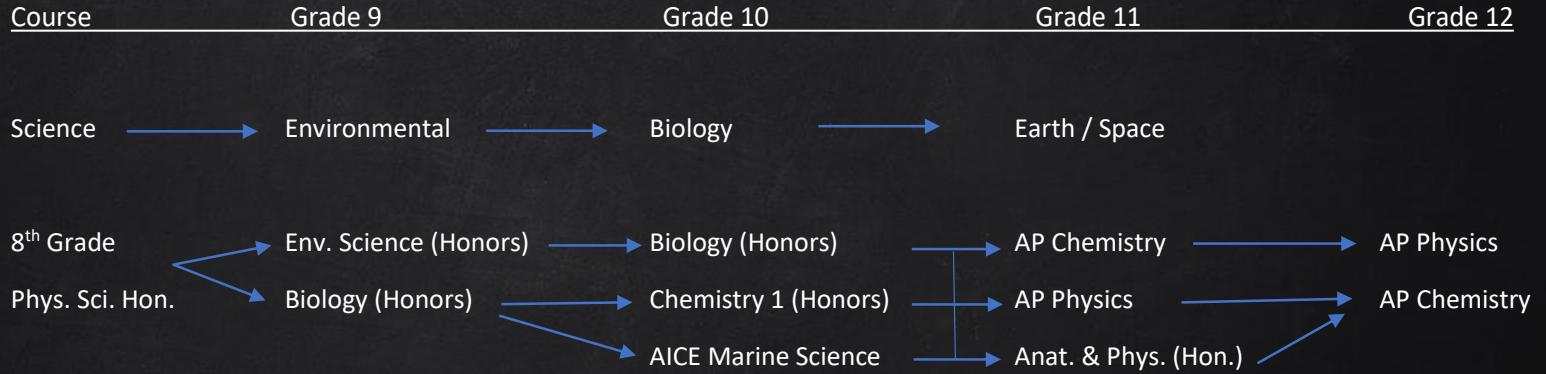 Course Grade 9 Grade 10 Grade 11 Grade 12
Science Environmental Biology Earth / Space
8th Grade Env. Science (Honors) Biology (Honors) AP Chemistry AP Physics
Phys. Sci. Hon. Biology (Honors) Chemistry 1 (Honors) AP Physics AP Chemistry
AICE Marine Science Anat. & Phys. (Hon.)